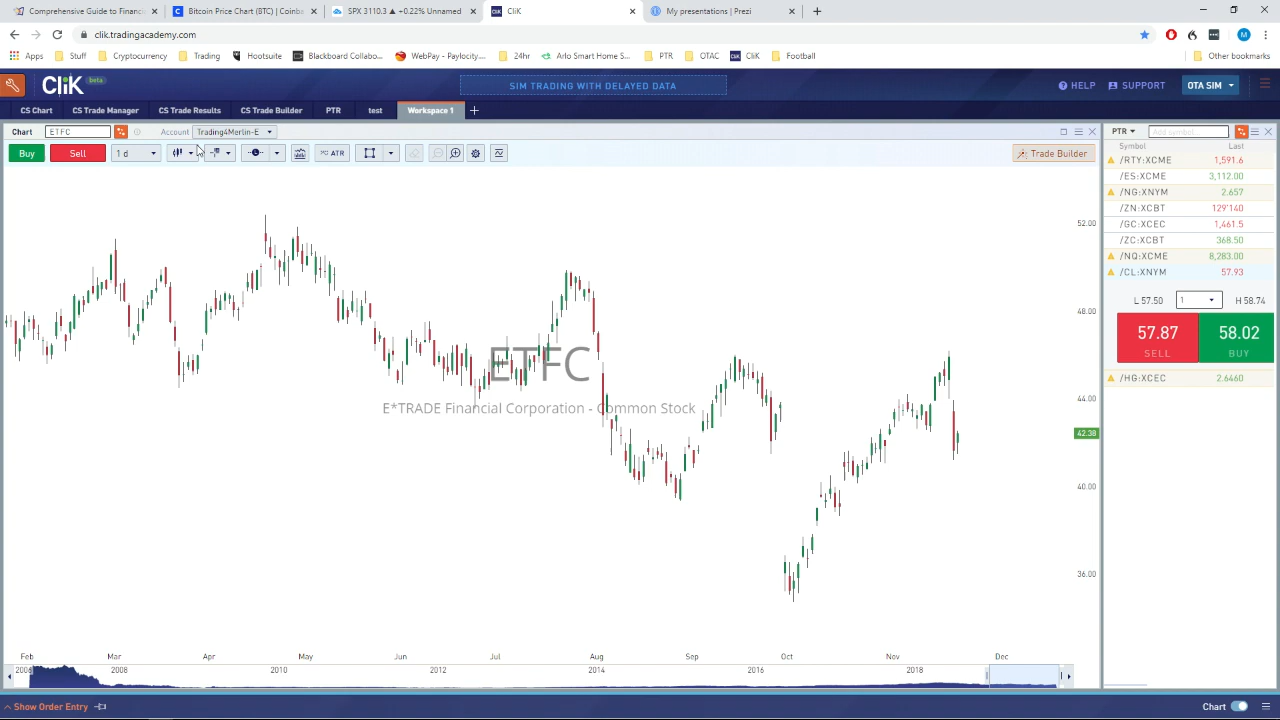 Comprehensive Guide to Financi
Bitcoin Price Chart (BTC) | Coinba
SPX 3110.3 ▲ +0.22% Unnamed
CliK
My presentations | Prezi
clik.tradingacademy.com
M
Apps
Stuff
Cryptocurrency
Trading
Hootsuite
Blackboard Collabo...
WebPay - Paylocity....
24hr
Arlo Smart Home S...
PTR
OTAC
CliK
Football
Other bookmarks
CliK beta
SIM TRADING WITH DELAYED DATA
HELP
SUPPORT
OTA SIM
CS Chart
CS Trade Manager
CS Trade Results
CS Trade Builder
PTR
test
Workspace 1
Chart
ETFC
Account
Trading4Merlin-E
Buy
Sell
1 d
ATR
Trade Builder
52.00
48.00
44.00
42.38
40.00
36.00
ETFC
E*TRADE Financial Corporation - Common Stock
Feb Mar Apr May Jun Jul Aug Sep Oct Nov Dec
2008 2010 2012 2014 2016 2018
PTR
Add symbol...
Symbol Last
/RTY:XCME 1,591.6
/ES:XCME 3,112.00
/NG:XNYM 2.657
/ZN:XCBT 129'140
/GC:XCEC 1,461.5
/ZC:XCBT 368.50
/NQ:XCME 8,283.00
/CL:XNYM 57.93
L 57.50 1 H 58.74
57.87 58.02
SELL BUY
/HG:XCEC 2.6460
Show Order Entry
Chart